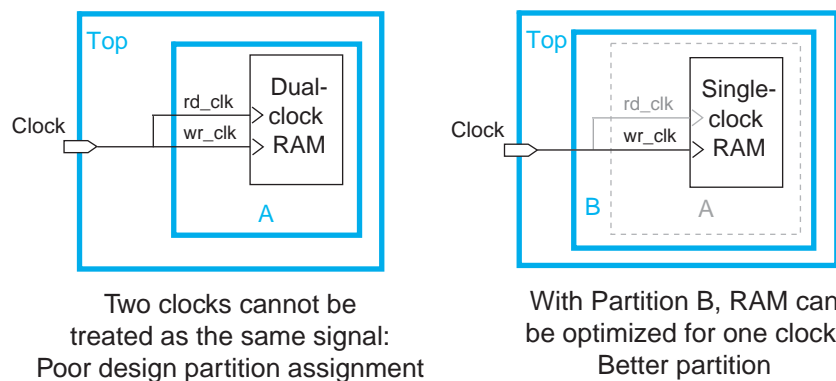 Top
Dual-
rd_clk
clock
Clock
wr_clk
RAM
A
Two clocks cannot be
treated as the same signal:
Poor design partition assignment
Top
Single-
rd_clk
clock
Clock
wr_clk
RAM
B
A
With Partition B, RAM can
be optimized for one clock
Better partition